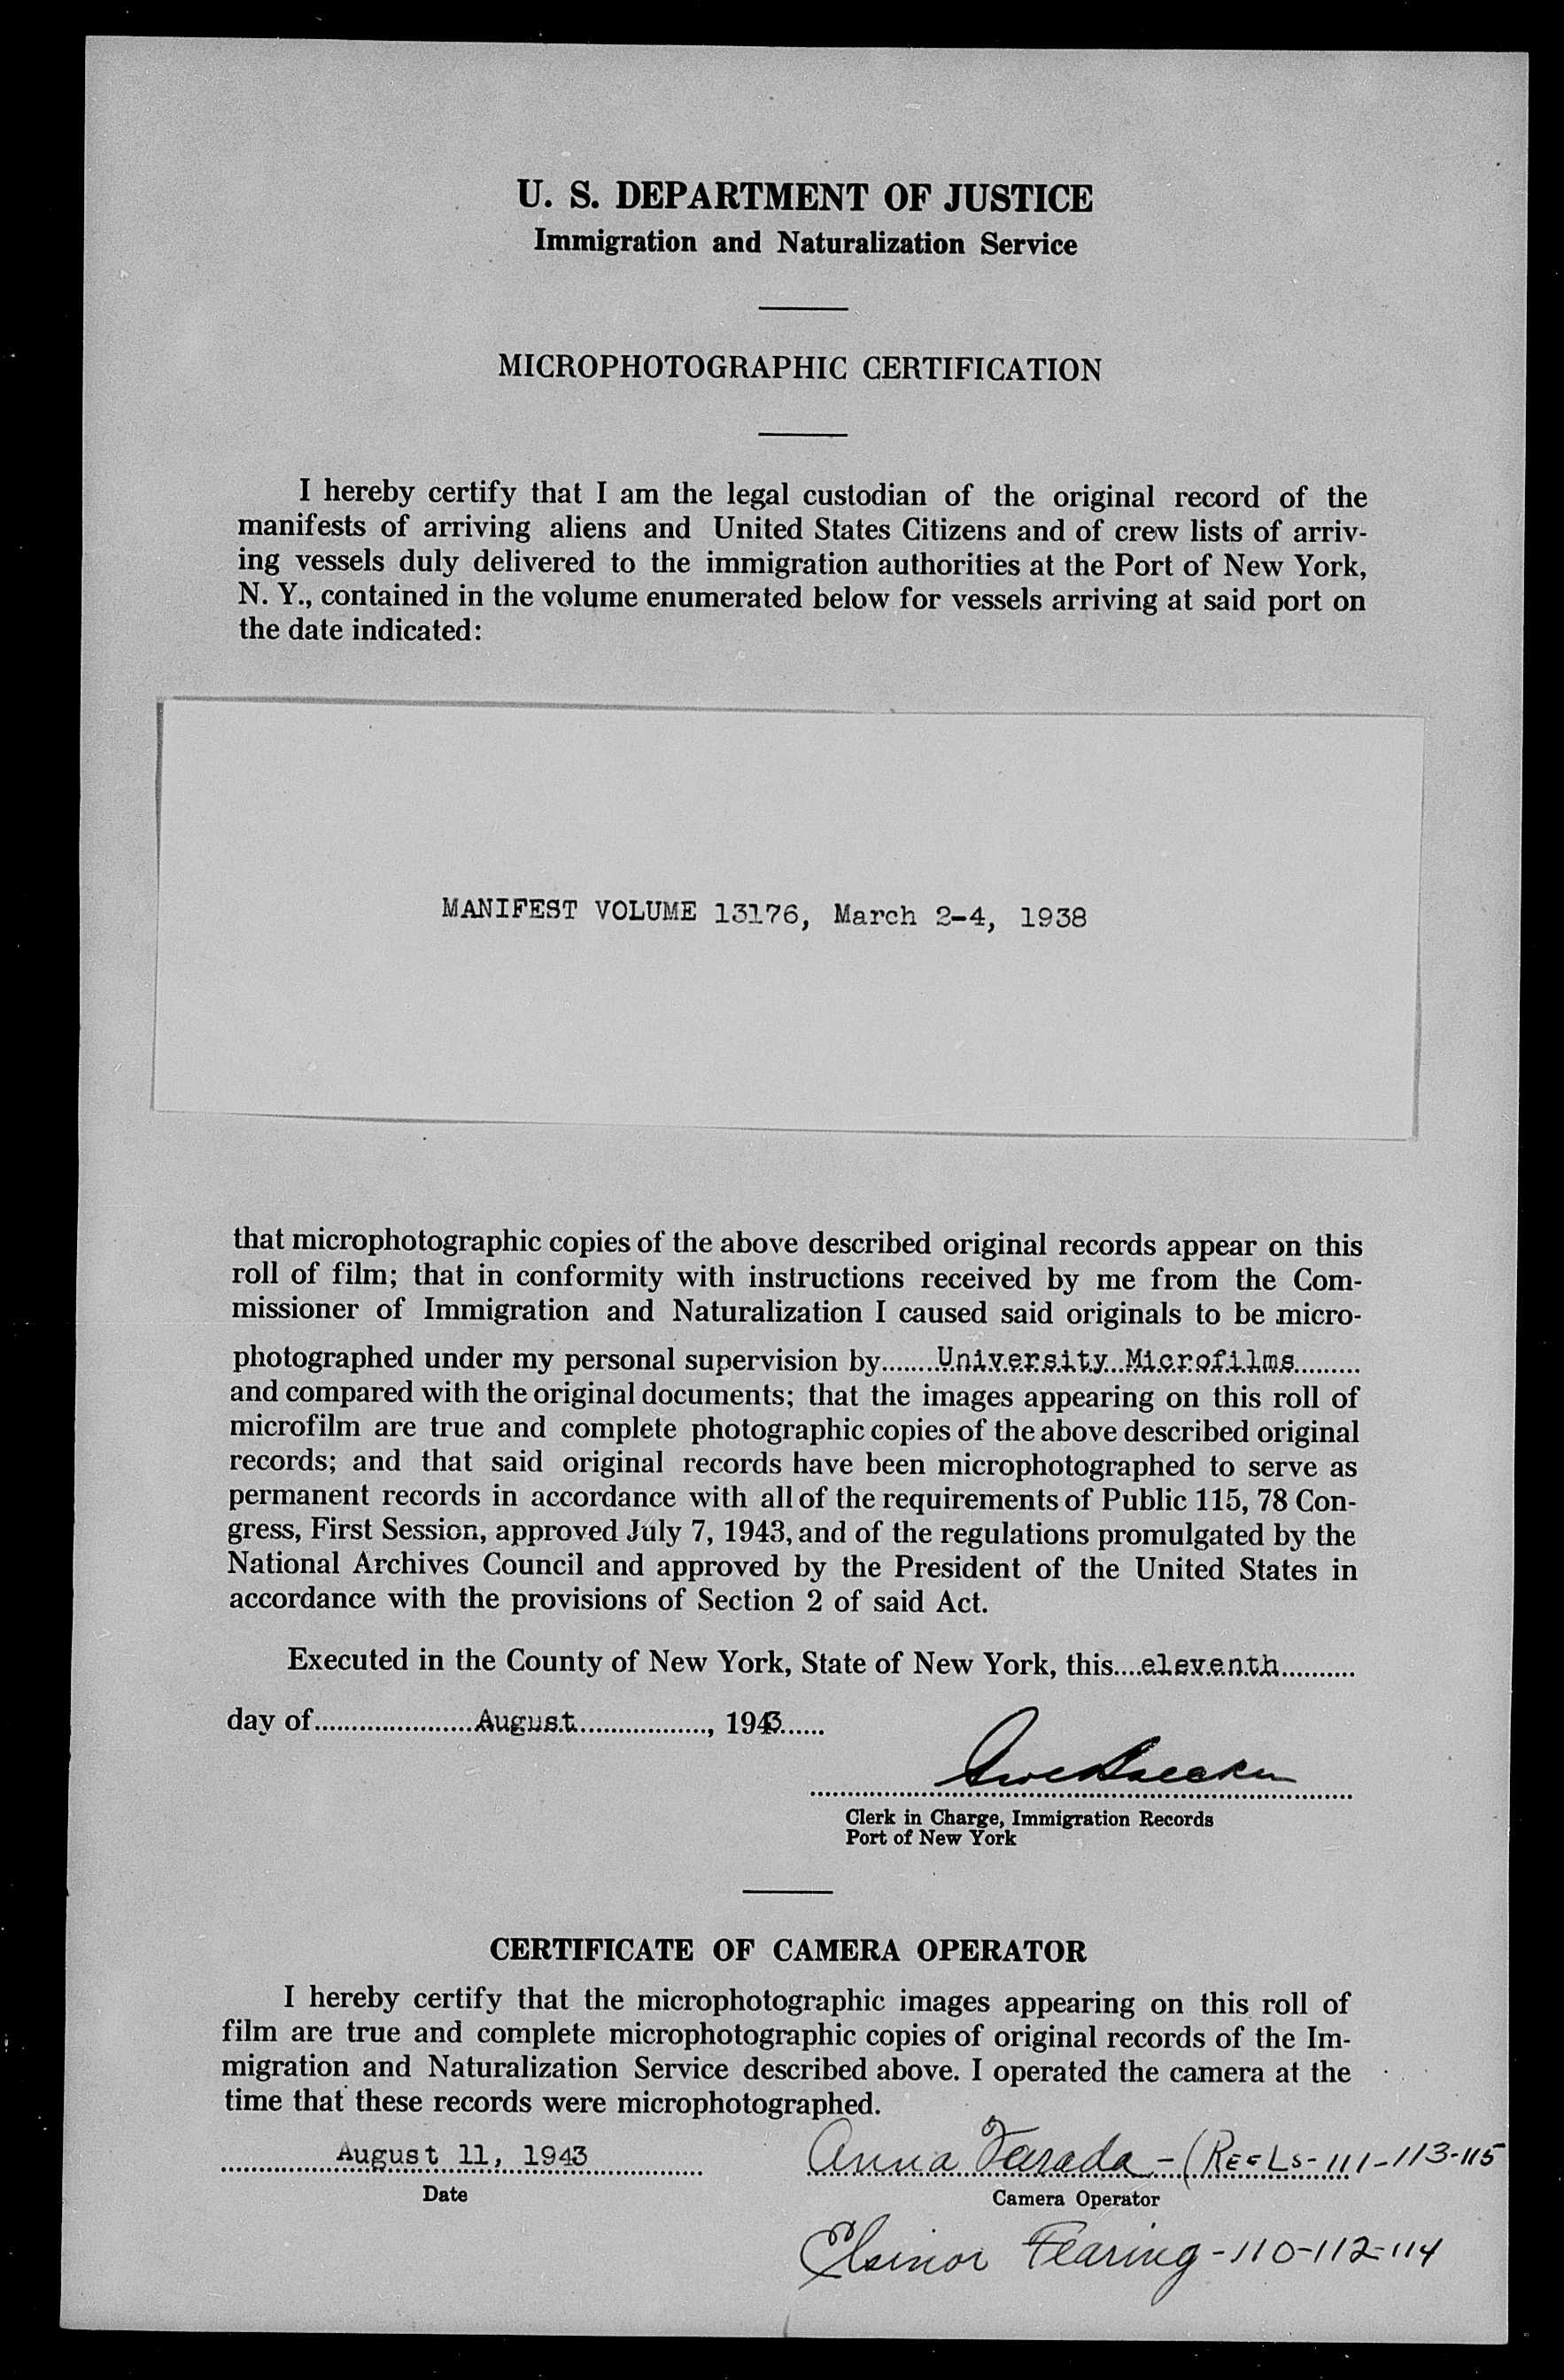 U. S. DEPARTMENT OF JUSTICE
Immigration and Naturalization Service
MICROPHOTOGRAPHIC CERTIFICATION
I hereby certify that I am the legal custodian of the original record of the
manifests of arriving aliens and United States Citizens and of crew lists of arriv-
ing vessels duly delivered to the immigration authorities at the Port of New York,
N. Y., contained in the volume enumerated below for vessels arriving at said port on
the date indicated:
MANIFEST VOLUME 13176, March 2-4, 1938
that microphotographic copies of the above described original records appear on this
roll of film; that in conformity with instructions received by me from the Com-
missioner of Immigration and Naturalization I caused said originals to be micro-
photographed under my personal supervision by University Microfilms
and compared with the original documents; that the images appearing on this roll of
microfilm are true and complete photographic copies of the above described original
records; and that said original records have been microphotographed to serve as
permanent records in accordance with all of the requirements of Public 115, 78 Con-
gress, First Session, approved July 7, 1943, and of the regulations promulgated by the
National Archives Council and approved by the President of the United States in
accordance with the provisions of Section 2 of said Act.
Executed in the County of New York, State of New York, this eleventh
day of August, 1943
Clerk in Charge, Immigration Records
Port of New York
CERTIFICATE OF CAMERA OPERATOR
I hereby certify that the microphotographic images appearing on this roll of
film are true and complete microphotographic copies of original records of the Im-
migration and Naturalization Service described above. I operated the camera at the
time that these records were microphotographed.
August 11, 1943 Anna - (REELS - 111-113-115
Date Camera Operator
Elsinor Fearing - 110-112-114